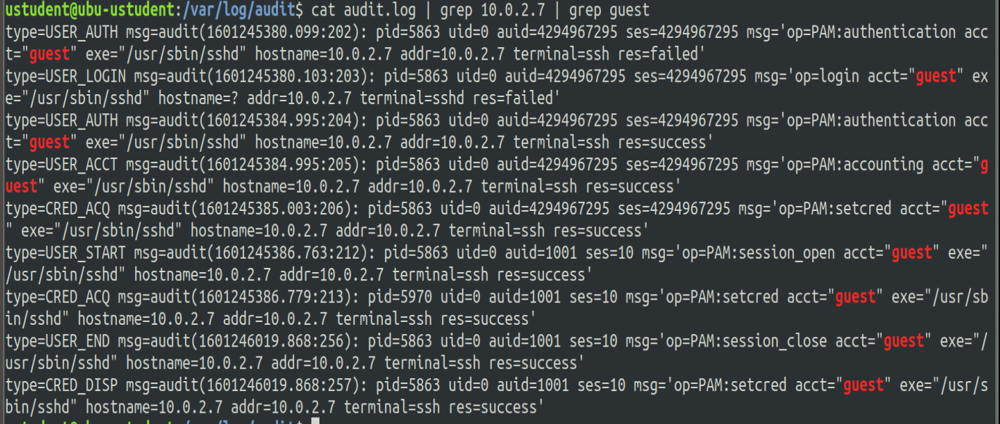 ustudent@ubu-ustudent:/var/log/audit$ cat audit.log | grep 10.0.2.7 | grep guest
type=USER_AUTH msg=audit(1601245380.099:202): pid=5863 uid=0 auid=4294967295 ses=4294967295 msg='op=PAM:authentication acc
t="guest" exe="/usr/sbin/sshd" hostname=10.0.2.7 addr=10.0.2.7 terminal=ssh res=failed'
type=USER_LOGIN msg=audit(1601245380.103:203): pid=5863 uid=0 auid=4294967295 ses=4294967295 msg='op=login acct="guest" ex
e="/usr/sbin/sshd" hostname=? addr=10.0.2.7 terminal=sshd res=failed'
type=USER_AUTH msg=audit(1601245384.995:204): pid=5863 uid=0 auid=4294967295 ses=4294967295 msg='op=PAM:authentication acc
t="guest" exe="/usr/sbin/sshd" hostname=10.0.2.7 addr=10.0.2.7 terminal=ssh res=success'
type=USER_ACCT msg=audit(1601245384.995:205): pid=5863 uid=0 auid=4294967295 ses=4294967295 msg='op=PAM:accounting acct="g
uest" exe="/usr/sbin/sshd" hostname=10.0.2.7 addr=10.0.2.7 terminal=ssh res=success'
type=CRED_ACQ msg=audit(1601245385.003:206): pid=5863 uid=0 auid=4294967295 ses=4294967295 msg='op=PAM:setcred acct="guest
" exe="/usr/sbin/sshd" hostname=10.0.2.7 addr=10.0.2.7 terminal=ssh res=success'
type=USER_START msg=audit(1601245386.763:212): pid=5863 uid=0 auid=1001 ses=10 msg='op=PAM:session_open acct="guest" exe="
/usr/sbin/sshd" hostname=10.0.2.7 addr=10.0.2.7 terminal=ssh res=success'
type=CRED_ACQ msg=audit(1601245386.779:213): pid=5970 uid=0 auid=1001 ses=10 msg='op=PAM:setcred acct="guest" exe="/usr/sb
in/sshd" hostname=10.0.2.7 addr=10.0.2.7 terminal=ssh res=success'
type=USER_END msg=audit(1601246019.868:256): pid=5863 uid=0 auid=1001 ses=10 msg='op=PAM:session_close acct="guest" exe="/
usr/sbin/sshd" hostname=10.0.2.7 addr=10.0.2.7 terminal=ssh res=success'
type=CRED_DISP msg=audit(1601246019.868:257): pid=5863 uid=0 auid=1001 ses=10 msg='op=PAM:setcred acct="guest" exe="/usr/s
bin/sshd" hostname=10.0.2.7 addr=10.0.2.7 terminal=ssh res=success'